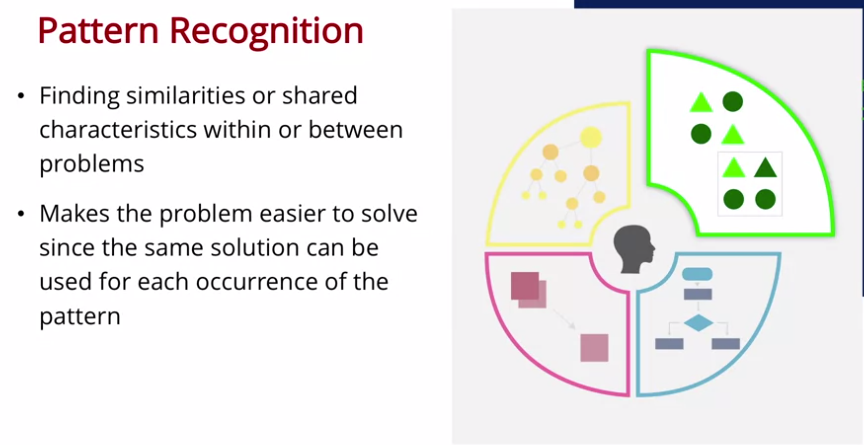 Pattern Recognition
• Finding similarities or shared
characteristics within or between
problems
• Makes the problem easier to solve
since the same solution can be
used for each occurrence of the
pattern